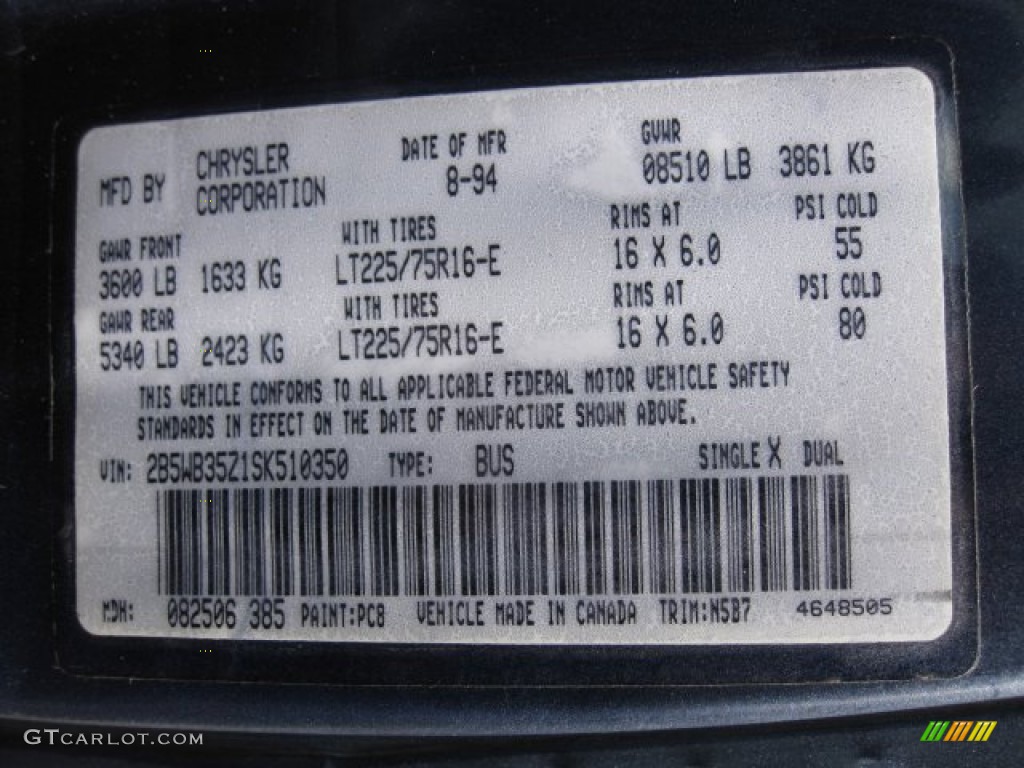 MFD BY CHRYSLER CORPORATION DATE OF MFR 8-94 GVWR 08510 LB 3861 KG
GAWR FRONT WITH TIRES RIMS AT PSI COLD
3600 LB 1633 KG LT225/75R16-E 16 X 6.0 55
GAWR REAR WITH TIRES RIMS AT PSI COLD
5340 LB 2423 KG LT225/75R16-E 16 X 6.0 80
THIS VEHICLE CONFORMS TO ALL APPLICABLE FEDERAL MOTOR VEHICLE SAFETY
STANDARDS IN EFFECT ON THE DATE OF MANUFACTURE SHOWN ABOVE.
VIN: 2B5WB35Z1SK510350 TYPE: BUS SINGLE X DUAL
MDH: 082506 385 PAINT:PC8 VEHICLE MADE IN CANADA TRIM:N5B7 4648505
GTCARLOT.COM